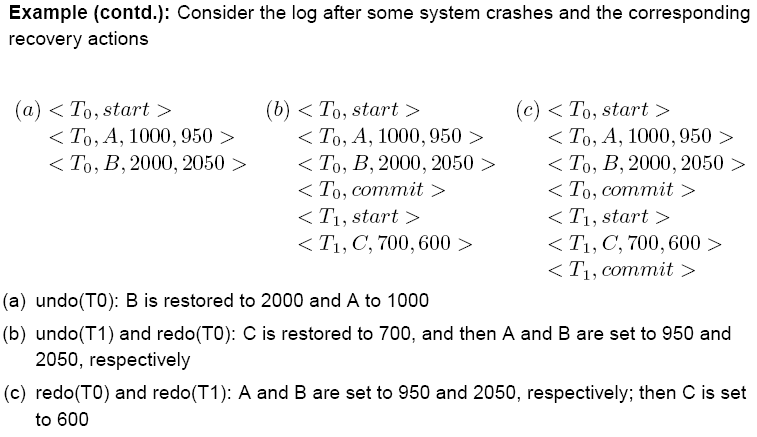 Example (contd.): Consider the log after some system crashes and the corresponding
recovery actions
(a) < T₀, start >
< T₀, A, 1000, 950 >
< T₀, B, 2000, 2050 >
(b) < T₀, start >
< T₀, A, 1000, 950 >
< T₀, B, 2000, 2050 >
< T₀, commit >
< T₁, start >
< T₁, C, 700, 600 >
(c) < T₀, start >
< T₀, A, 1000, 950 >
< T₀, B, 2000, 2050 >
< T₀, commit >
< T₁, start >
< T₁, C, 700, 600 >
< T₁, commit >
(a) undo(T0): B is restored to 2000 and A to 1000
(b) undo(T1) and redo(T0): C is restored to 700, and then A and B are set to 950 and
2050, respectively
(c) redo(T0) and redo(T1): A and B are set to 950 and 2050, respectively; then C is set
to 600